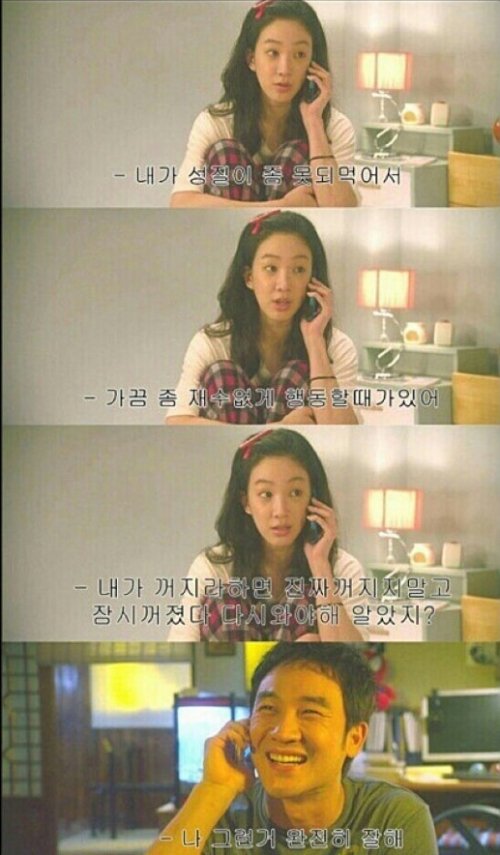 - 내가 성질이 좀 못되먹어서
- 가끔 좀 재수없게 행동할때가있어
- 내가 꺼지라하면 진짜꺼지지말고
잠시꺼졌다 다시와야해 알았지?
- 나 그런거 완전히 잘해